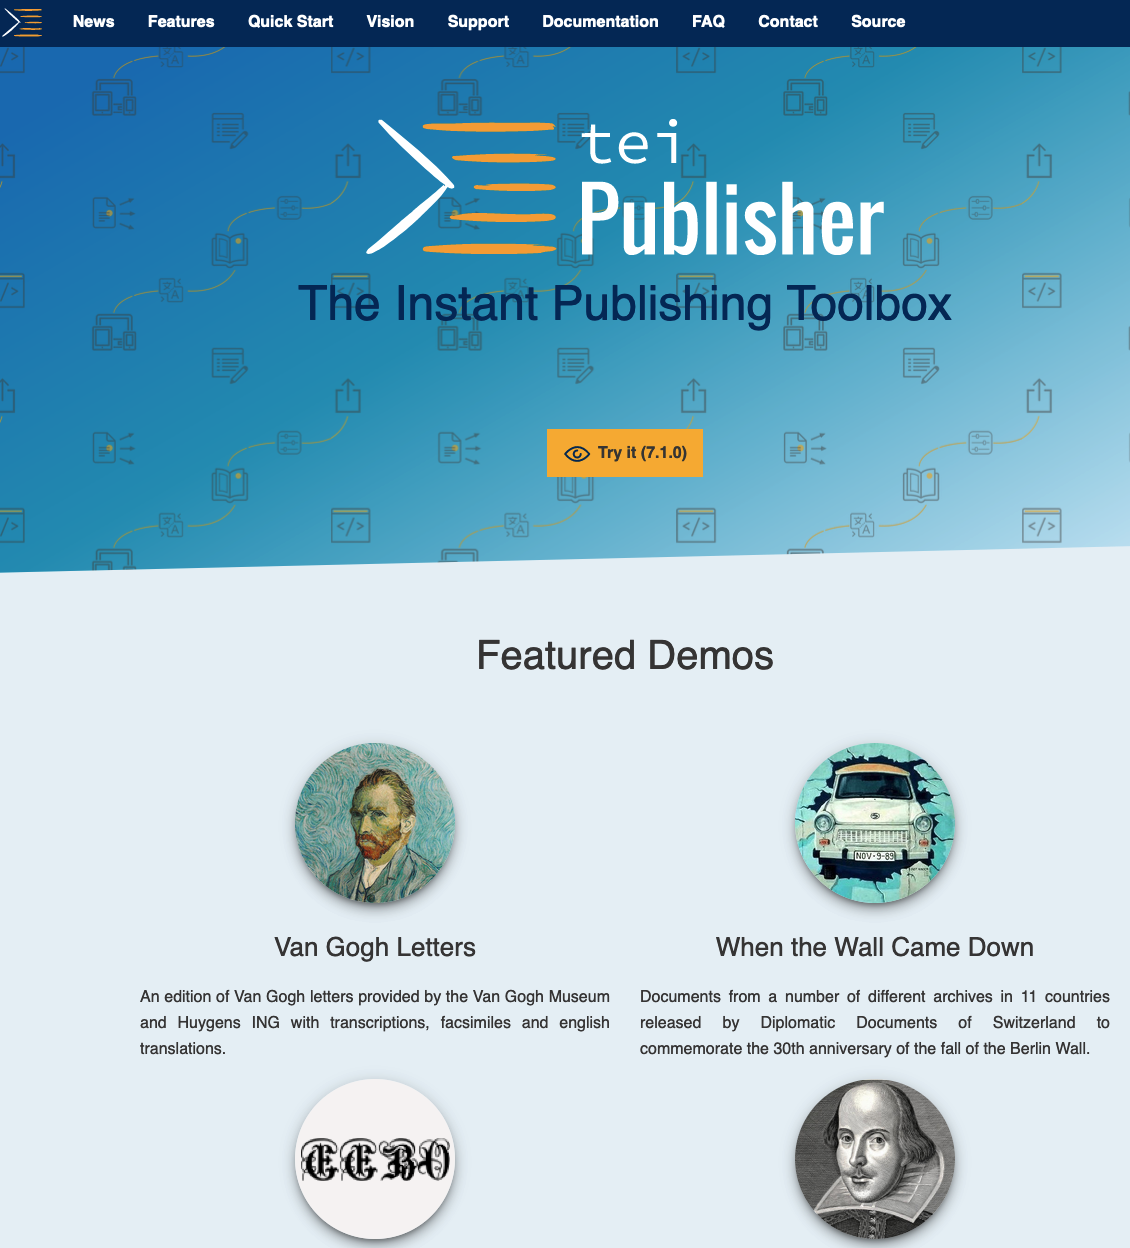 News Features Quick Start Vision Support Documentation FAQ Contact Source
tei
Publisher
The Instant Publishing Toolbox
Try it (7.1.0)
Featured Demos
NOV-9-89
Van Gogh Letters
When the Wall Came Down
An edition of Van Gogh letters provided by the Van Gogh Museum
and Huygens ING with transcriptions, facsimiles and english
translations.
Documents from a number of different archives in 11 countries
released by Diplomatic Documents of Switzerland to
commemorate the 30th anniversary of the fall of the Berlin Wall.
EEBO